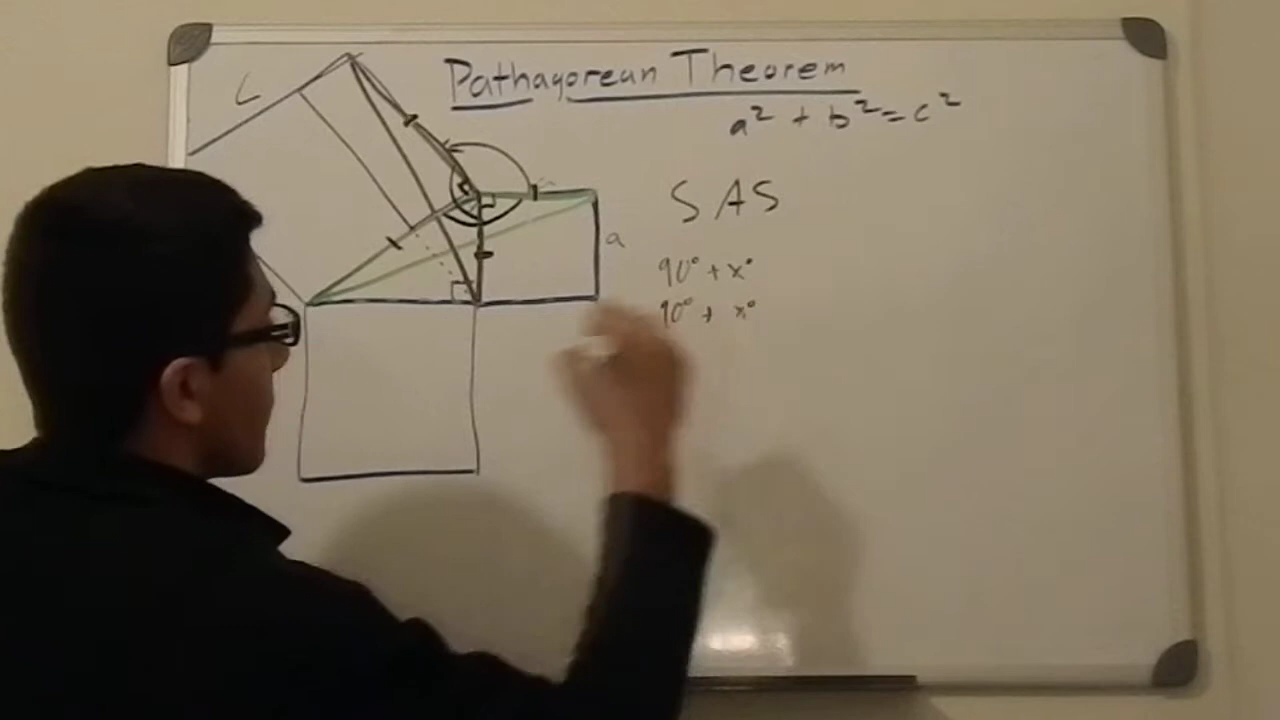 Pathagorean Theorem
a² + b² = c²
C
SAS
a
90° + x°
90° + x°